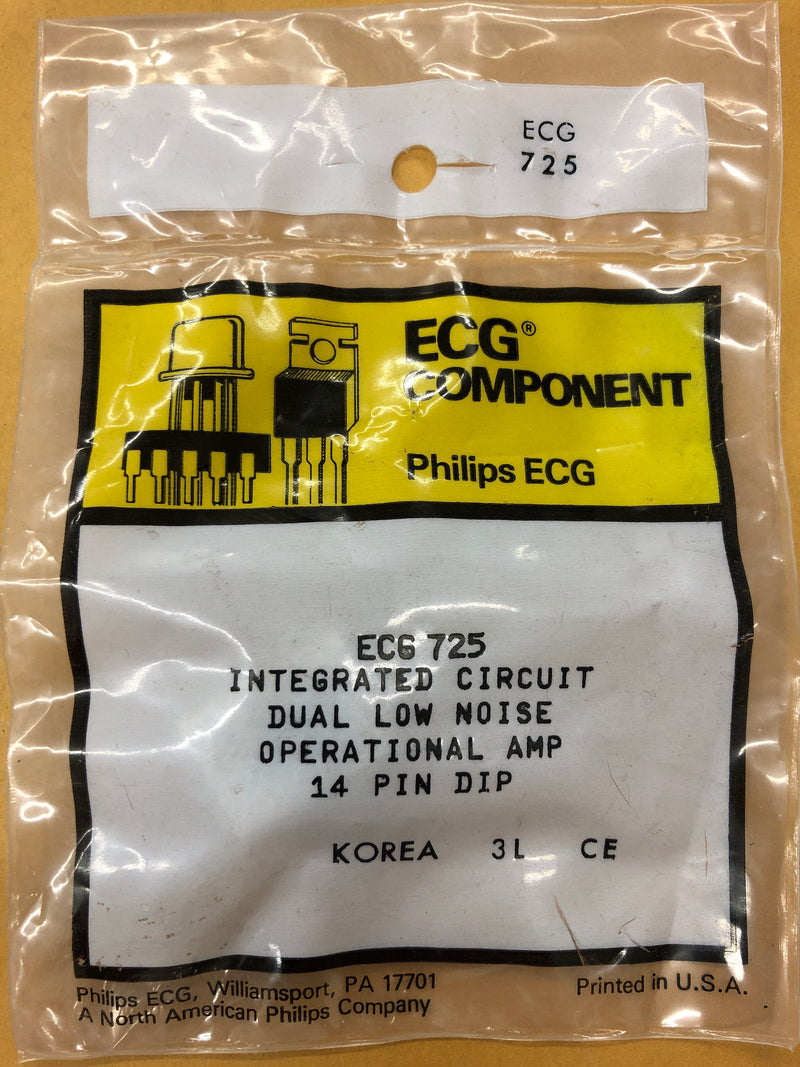 ECG
725
ECG®
COMPONENT
Philips ECG
ECG 725
INTEGRATED CIRCUIT
DUAL LOW NOISE
OPERATIONAL AMP
14 PIN DIP
KOREA 3L CE
Philips ECG, Williamsport, PA 17701
A North American Philips Company
Printed in U.S.A.